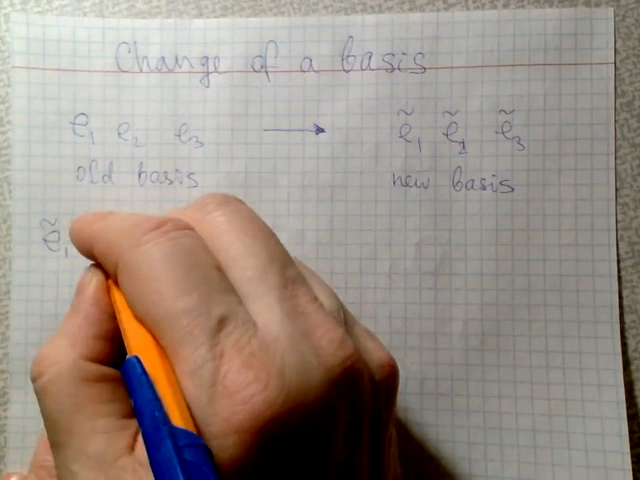 Change of a basis
e₁ e₂ e₃ → ẽ₁ ẽ₂ ẽ₃
old basis new basis
ẽ₁